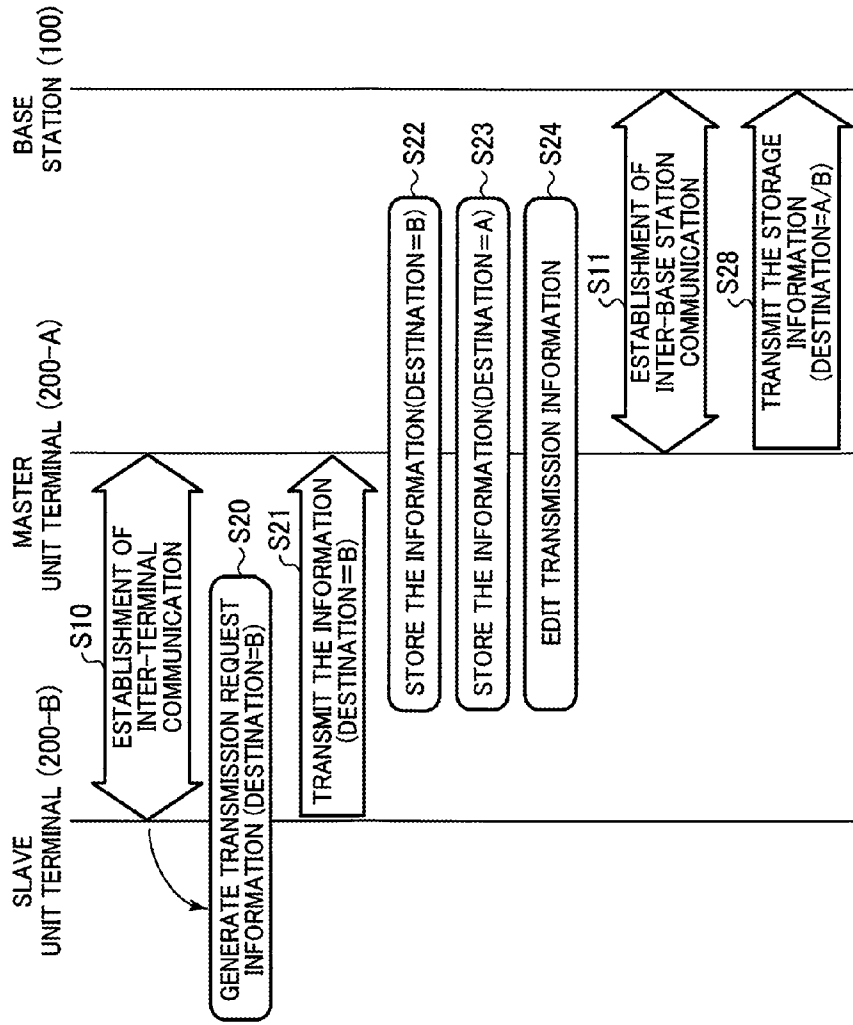 SLAVE
UNIT TERMINAL (200-B)
MASTER
UNIT TERMINAL (200-A)
BASE
STATION (100)
S10
ESTABLISHMENT OF
INTER-TERMINAL
COMMUNICATION
S20
GENERATE TRANSMISSION REQUEST
INFORMATION (DESTINATION=B)
S21
TRANSMIT THE INFORMATION
(DESTINATION=B)
STORE THE INFORMATION(DESTINATION=B)
S22
STORE THE INFORMATION(DESTINATION=A)
S23
EDIT TRANSMISSION INFORMATION
S24
S11
ESTABLISHMENT OF
INTER-BASE STATION
COMMUNICATION
S28
TRANSMIT THE STORAGE
INFORMATION
(DESTINATION=A/B)